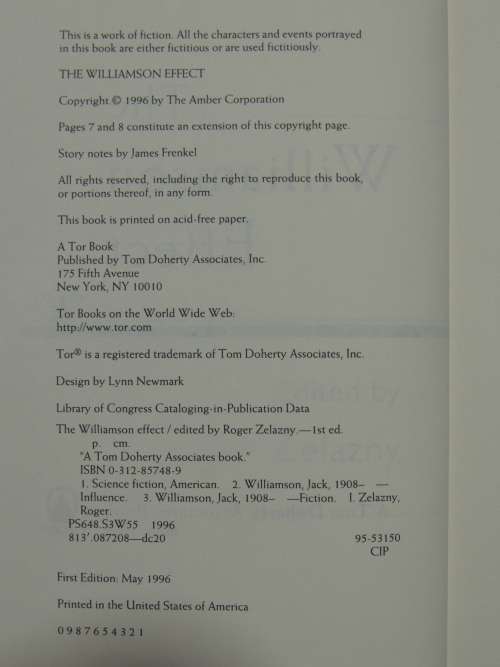 This is a work of fiction. All the characters and events portrayed
in this book are either fictitious or are used fictitiously.
THE WILLIAMSON EFFECT
Copyright © 1996 by The Amber Corporation
Pages 7 and 8 constitute an extension of this copyright page.
Story notes by James Frenkel
All rights reserved, including the right to reproduce this book,
or portions thereof, in any form.
This book is printed on acid-free paper.
A Tor Book
Published by Tom Doherty Associates, Inc.
175 Fifth Avenue
New York, NY 10010
Tor Books on the World Wide Web:
http://www.tor.com
Tor® is a registered trademark of Tom Doherty Associates, Inc.
Design by Lynn Newmark
Library of Congress Cataloging-in-Publication Data
The Williamson effect / edited by Roger Zelazny.—1st ed.
p. cm.
"A Tom Doherty Associates book."
ISBN 0-312-85748-9
1. Science fiction, American. 2. Williamson, Jack, 1908– —
Influence. 3. Williamson, Jack, 1908– —Fiction. I. Zelazny,
Roger.
PS648.S3W55 1996
813'.087208—dc20 95-53150
CIP
First Edition: May 1996
Printed in the United States of America
0 9 8 7 6 5 4 3 2 1